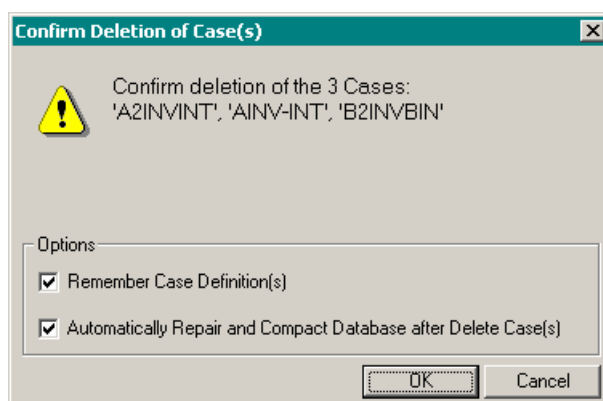 Confirm Deletion of Case(s)
Confirm deletion of the 3 Cases:
'A2INVINT', 'AINV-INT', 'B2INVBIN'
Options
Remember Case Definition(s)
Automatically Repair and Compact Database after Delete Case(s)
OK Cancel